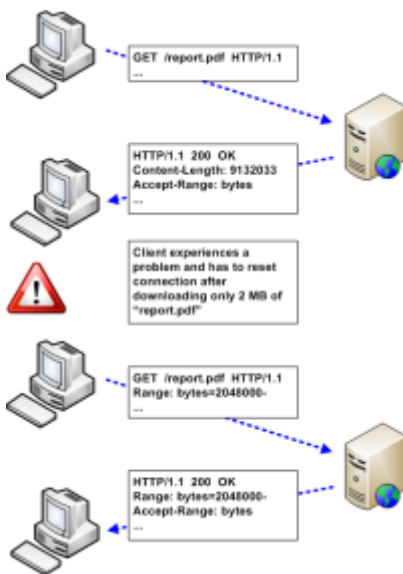 GET /report.pdf HTTP/1.1
...
HTTP/1.1 200 OK
Content-Length: 9132033
Accept-Range: bytes
...
Client experiences a
problem and has to reset
connection after
downloading only 2 MB of
"report.pdf"
GET /report.pdf HTTP/1.1
Range: bytes=2048000-
...
HTTP/1.1 200 OK
Range: bytes=2048000-
Accept-Range: bytes
...